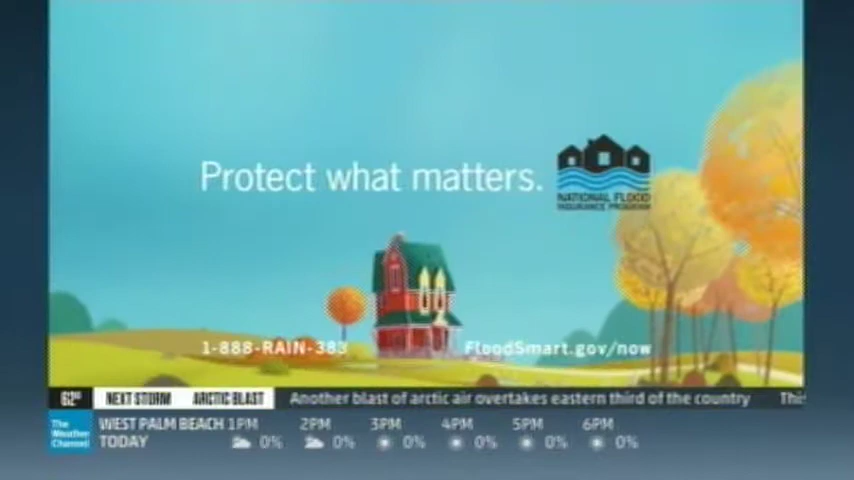 Protect what matters.
NATIONAL FLOOD
INSURANCE PROGRAM
1-888-RAIN-383
FloodSmart.gov/now
62° NEXT STORM ARCTIC BLAST Another blast of arctic air overtakes eastern third of the country This
The
Weather
Channel
WEST PALM BEACH 1PM 2PM 3PM 4PM 5PM 6PM
TODAY 0% 0% 0% 0% 0% 0%